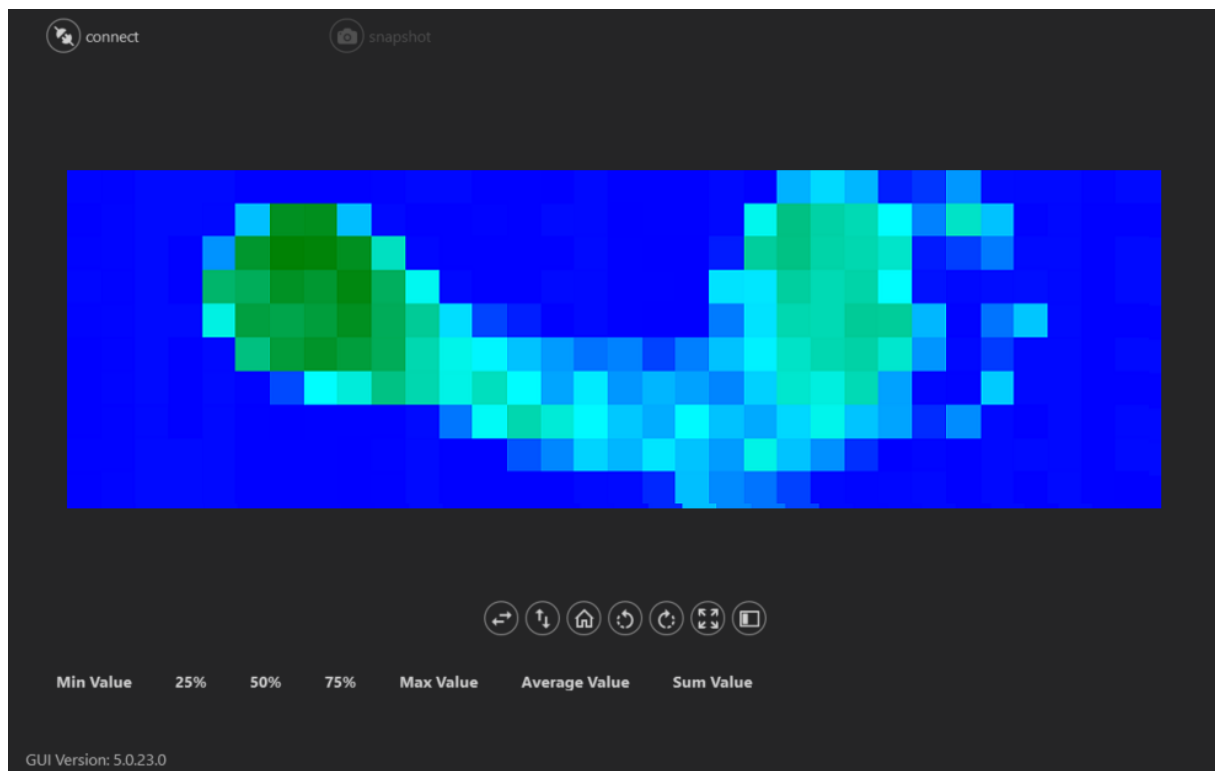 connect snapshot
Min Value 25% 50% 75% Max Value Average Value Sum Value
GUI Version: 5.0.23.0